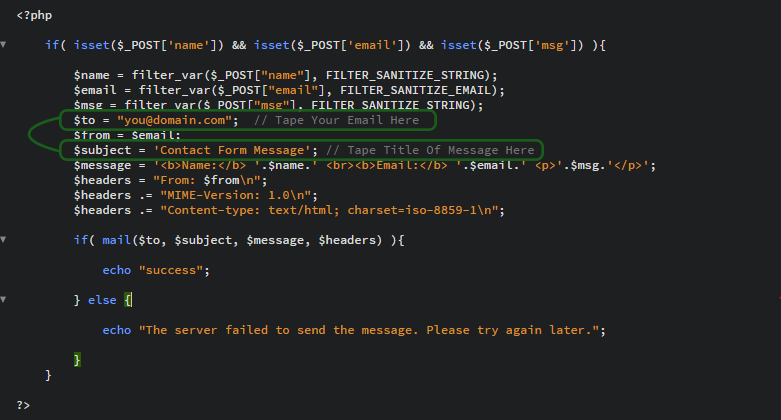 <?php
if( isset($_POST['name']) && isset($_POST['email']) && isset($_POST['msg']) ){
$name = filter_var($_POST["name"], FILTER_SANITIZE_STRING);
$email = filter_var($_POST["email"], FILTER_SANITIZE_EMAIL);
$msg = filter_var($_POST["msg"], FILTER_SANITIZE_STRING);
$to = "you@domain.com";  // Tape Your Email Here
$from = $email;
$subject = 'Contact Form Message'; // Tape Title Of Message Here
$message = '<b>Name:</b> '.$name.' <br><b>Email:</b> '.$email.' <p>'.$msg.'</p>';
$headers = "From: $from\n";
$headers .= "MIME-Version: 1.0\n";
$headers .= "Content-type: text/html; charset=iso-8859-1\n";
if( mail($to, $subject, $message, $headers) ){
echo "success";
} else {
echo "The server failed to send the message. Please try again later.";
}
}
?>